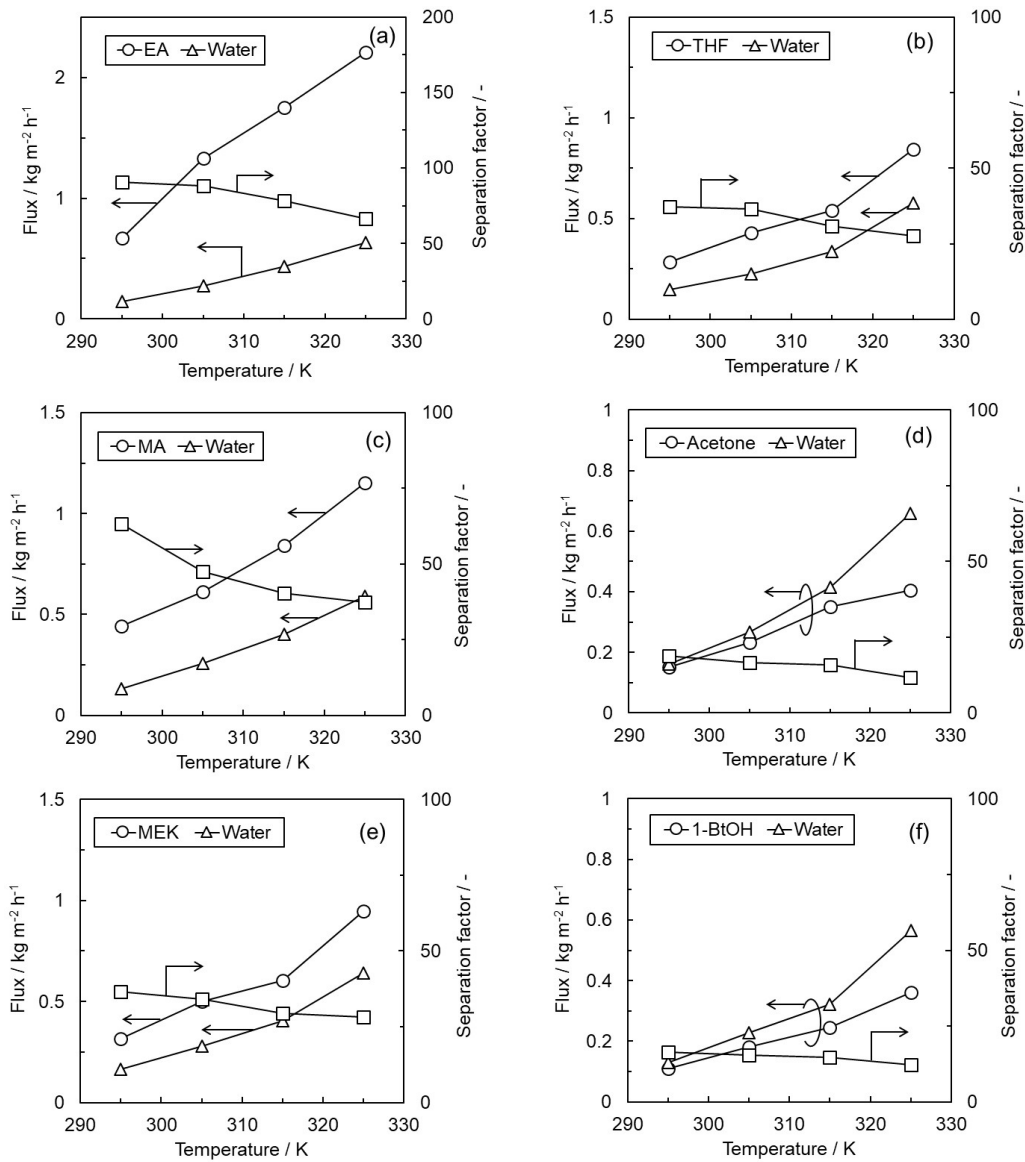 (a)
EA Water
Flux / kg m⁻² h⁻¹
0
1
2
0
50
100
150
200
Separation factor / -
290 300 310 320 330
Temperature / K
(b)
THF Water
Flux / kg m⁻² h⁻¹
0
0.5
1
1.5
0
50
100
Separation factor / -
290 300 310 320 330
Temperature / K
(c)
MA Water
Flux / kg m⁻² h⁻¹
0
0.5
1
1.5
0
50
100
Separation factor / -
290 300 310 320 330
Temperature / K
(d)
Acetone Water
Flux / kg m⁻² h⁻¹
0
0.2
0.4
0.6
0.8
1
0
50
100
Separation factor / -
290 300 310 320 330
Temperature / K
(e)
MEK Water
Flux / kg m⁻² h⁻¹
0
0.5
1
1.5
0
50
100
Separation factor / -
290 300 310 320 330
Temperature / K
(f)
1-BtOH Water
Flux / kg m⁻² h⁻¹
0
0.2
0.4
0.6
0.8
1
0
50
100
Separation factor / -
290 300 310 320 330
Temperature / K